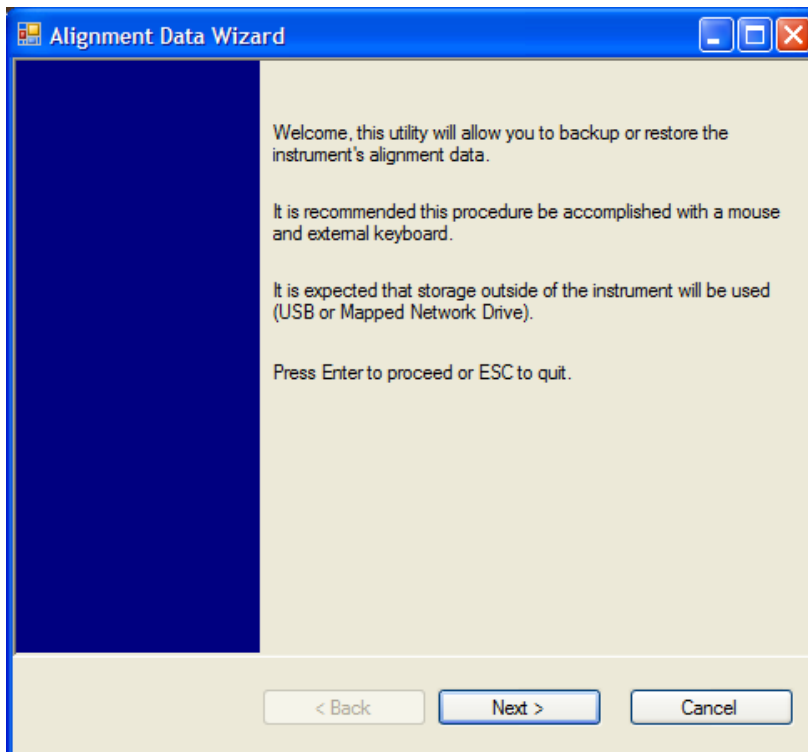 Alignment Data Wizard
Welcome, this utility will allow you to backup or restore the
instrument's alignment data.
It is recommended this procedure be accomplished with a mouse
and external keyboard.
It is expected that storage outside of the instrument will be used
(USB or Mapped Network Drive).
Press Enter to proceed or ESC to quit.
< Back Next > Cancel